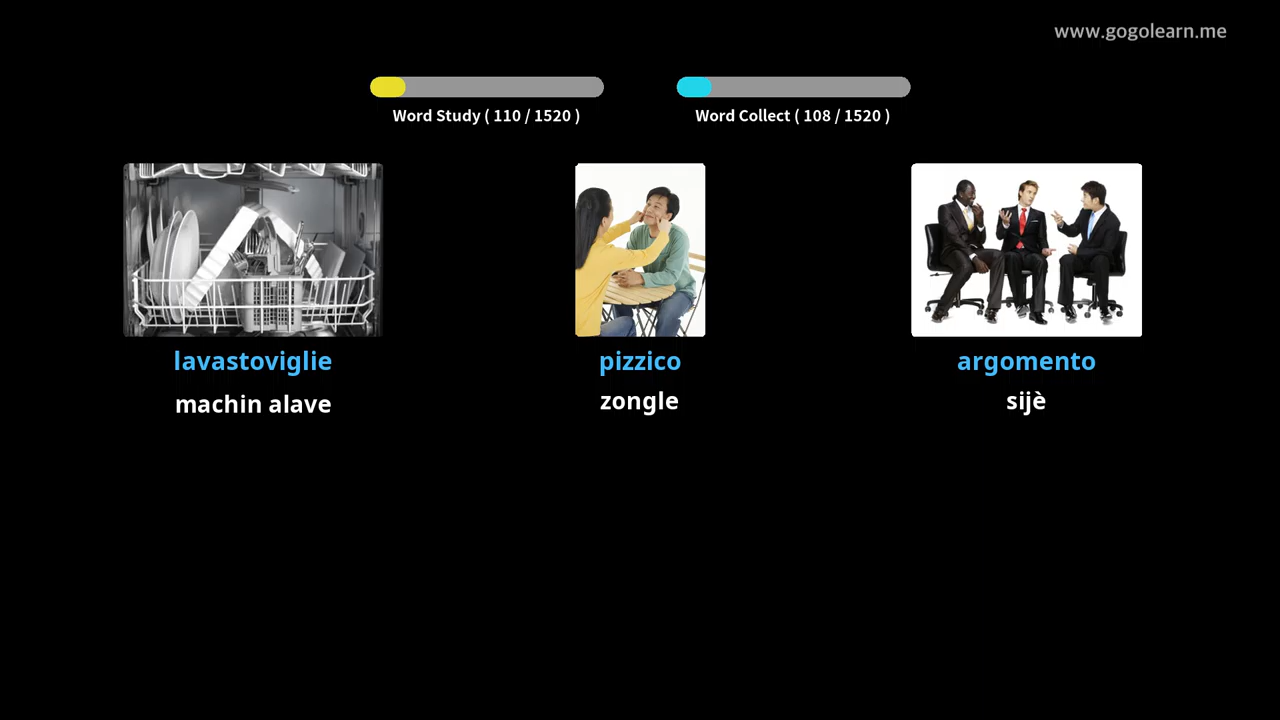 www.gogolearn.me
Word Study ( 110 / 1520 )
Word Collect ( 108 / 1520 )
lavastoviglie
machin alave
pizzico
zongle
argomento
sijè